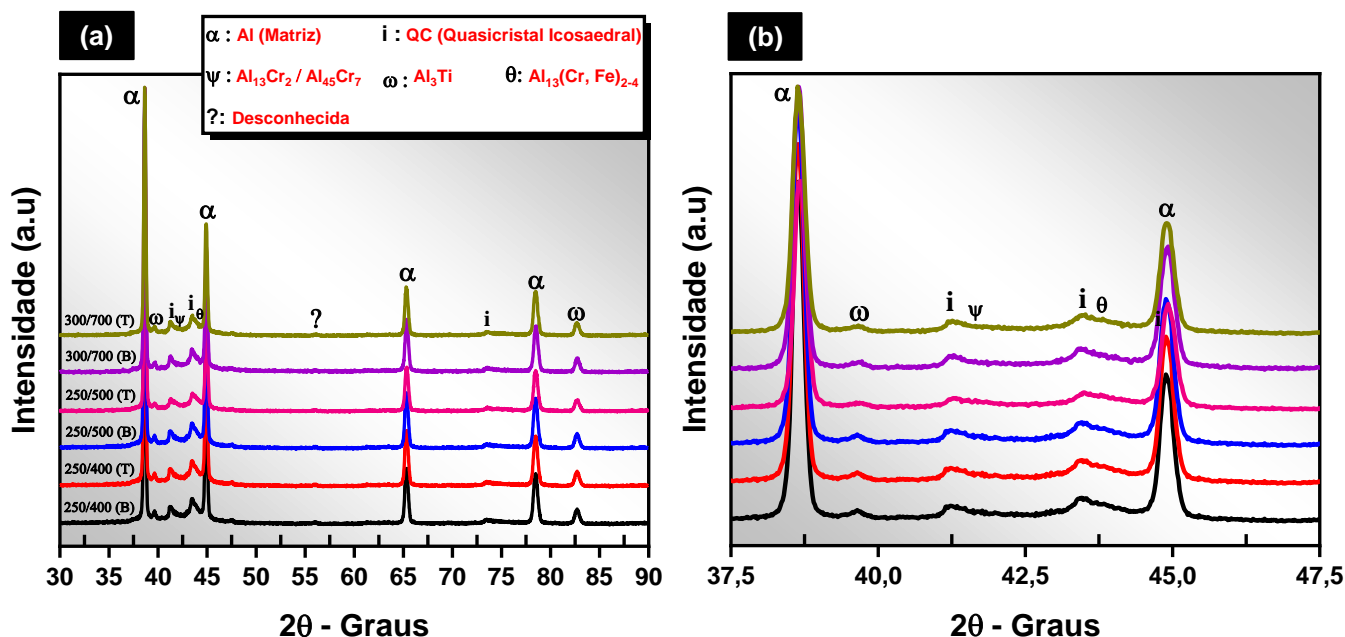 (a)
α : Al (Matriz) i : QC (Quasicristal Icosaedral)
ψ : Al₁₃Cr₂ / Al₄₅Cr₇ ω : Al₃Ti θ: Al₁₃(Cr, Fe)₂₋₄
?: Desconhecida
α
α
α
α
ω
i
ψ
i
θ
?
i
ω
300/700 (T)
300/700 (B)
250/500 (T)
250/500 (B)
250/400 (T)
250/400 (B)
Intensidade (a.u)
30 35 40 45 50 55 60 65 70 75 80 85 90
2θ - Graus
(b)
α
α
ω
i
ψ
i
θ
i
Intensidade (a.u)
37,5 40,0 42,5 45,0 47,5
2θ - Graus